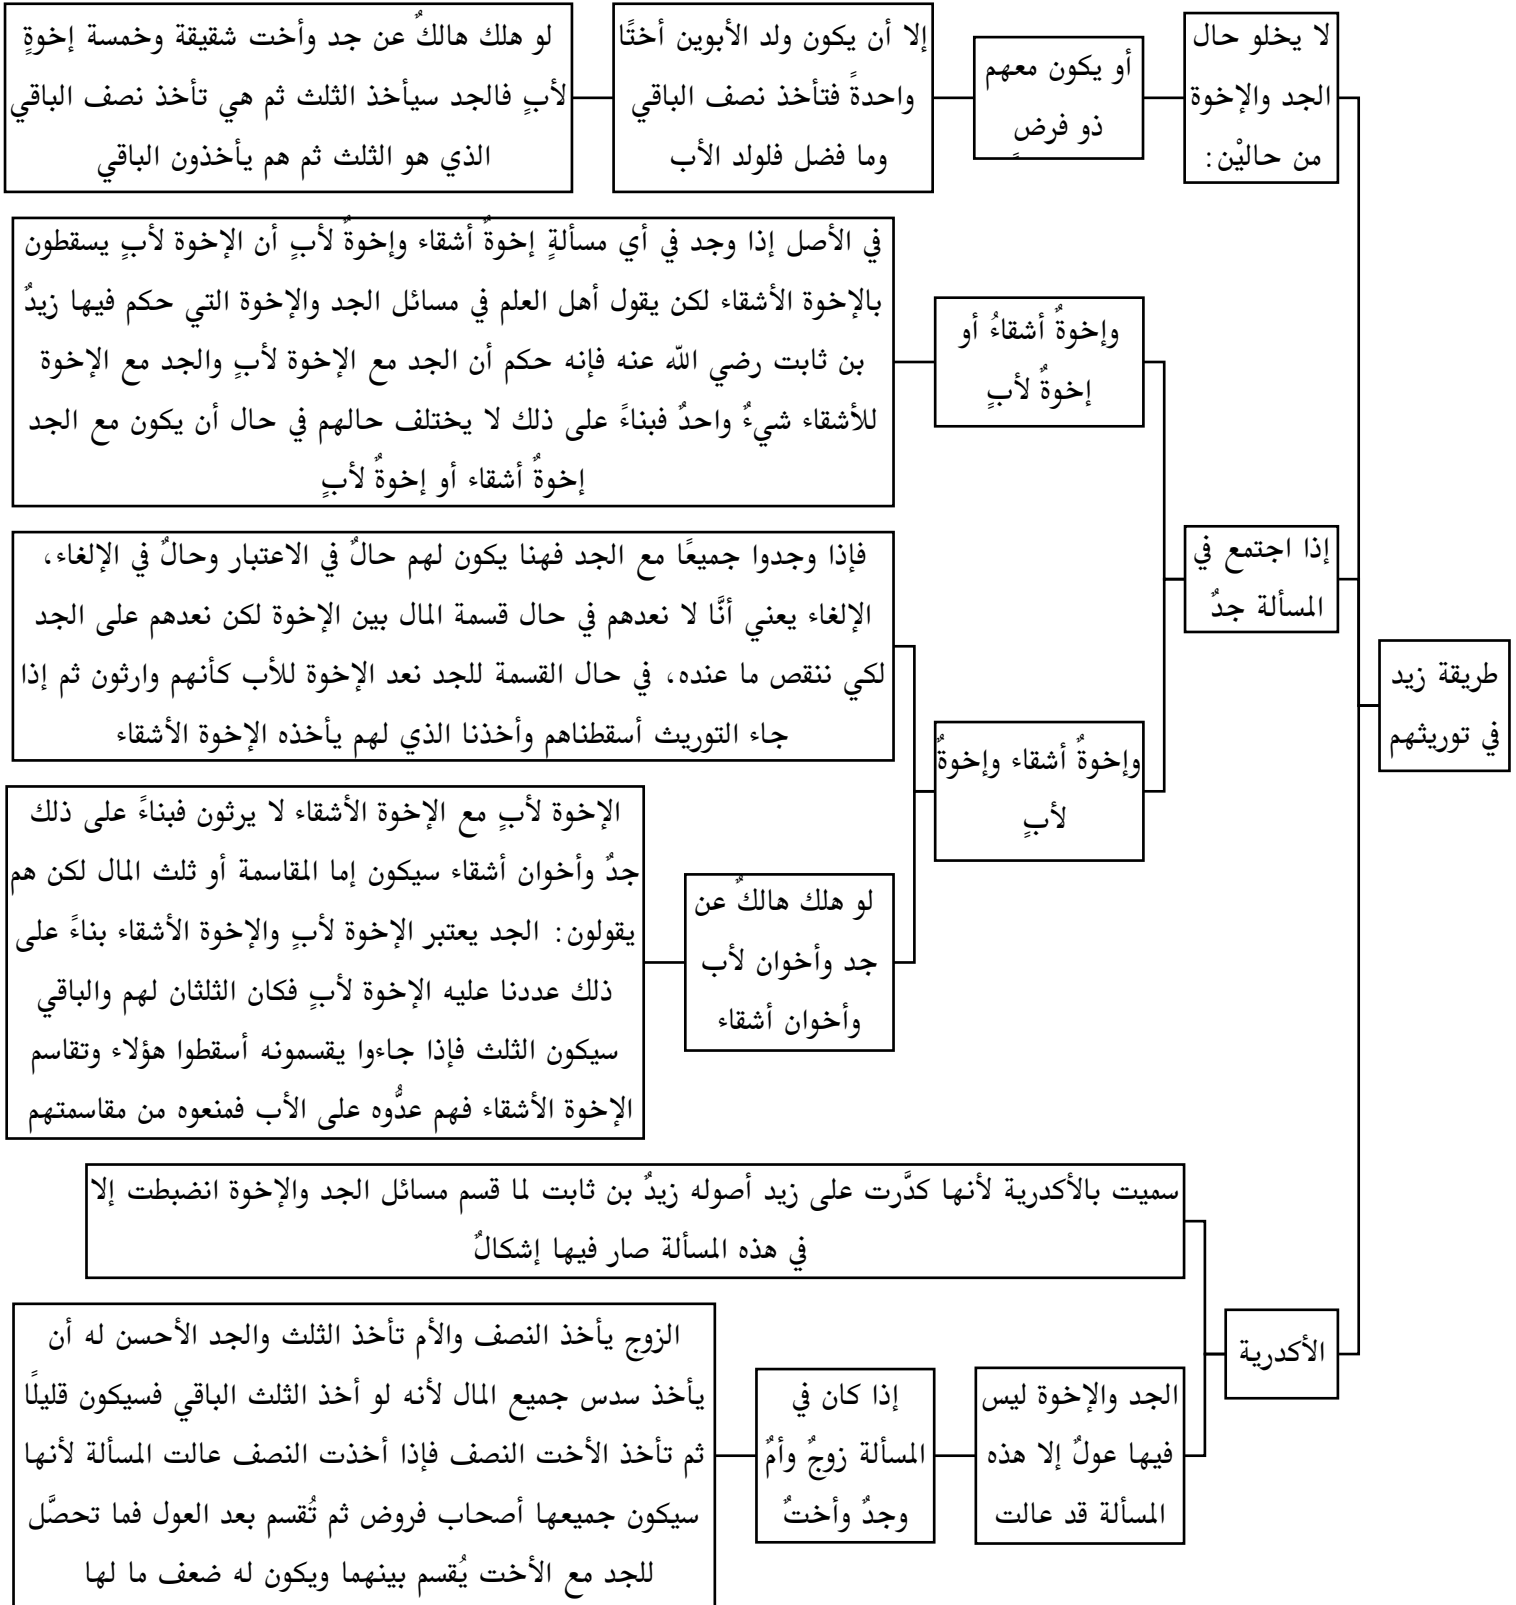 طريقة زيد
في توريثهم
لا يخلو حال
الجد والإخوة
من حاليْن:
أو يكون معهم
ذو فرضٍ
إلا أن يكون ولد الأبوين أختًا
واحدةً فتأخذ نصف الباقي
وما فضل فلولد الأب
لو هلك هالكٌ عن جد وأخت شقيقة وخمسة إخوةٍ
لأبٍ فالجد سيأخذ الثلث ثم هي تأخذ نصف الباقي
الذي هو الثلث ثم هم يأخذون الباقي
إذا اجتمع في
المسألة جدٌ
وإخوةٌ أشقاءُ أو
إخوةٌ لأبٍ
في الأصل إذا وجد في أي مسألةٍ إخوةٌ أشقاء وإخوةٌ لأبٍ أن الإخوة لأبٍ يسقطون
بالإخوة الأشقاء لكن يقول أهل العلم في مسائل الجد والإخوة التي حكم فيها زيدٌ
بن ثابت رضي الله عنه فإنه حكم أن الجد مع الإخوة لأبٍ والجد مع الإخوة
للأشقاء شيءٌ واحدٌ فبناءً على ذلك لا يختلف حالهم في حال أن يكون مع الجد
إخوةٌ أشقاء أو إخوةٌ لأبٍ
وإخوةٌ أشقاء وإخوةٌ
لأبٍ
فإذا وجدوا جميعًا مع الجد فهنا يكون لهم حالٌ في الاعتبار وحالٌ في الإلغاء،
الإلغاء يعني أنَّا لا نعدهم في حال قسمة المال بين الإخوة لكن نعدهم على الجد
لكي ننقص ما عنده، في حال القسمة للجد نعد الإخوة للأب كأنهم وارثون ثم إذا
جاء التوريث أسقطناهم وأخذنا الذي لهم يأخذه الإخوة الأشقاء
لو هلك هالكٌ عن
جد وأخوان لأب
وأخوان أشقاء
الإخوة لأبٍ مع الإخوة الأشقاء لا يرثون فبناءً على ذلك
جدٌ وأخوان أشقاء سيكون إما المقاسمة أو ثلث المال لكن هم
يقولون: الجد يعتبر الإخوة لأبٍ والإخوة الأشقاء بناءً على
ذلك عددنا عليه الإخوة لأبٍ فكان الثلثان لهم والباقي
سيكون الثلث فإذا جاءوا يقسمونه أسقطوا هؤلاء وتقاسم
الإخوة الأشقاء فهم عدُّوه على الأب فمنعوه من مقاسمتهم
الأكدرية
سميت بالأكدرية لأنها كدَّرت على زيد أصوله زيدٌ بن ثابت لما قسم مسائل الجد والإخوة انضبطت إلا
في هذه المسألة صار فيها إشكالٌ
الجد والإخوة ليس
فيها عولٌ إلا هذه
المسألة قد عالت
إذا كان في
المسألة زوجٌ وأمٌ
وجدٌ وأختٌ
الزوج يأخذ النصف والأم تأخذ الثلث والجد الأحسن له أن
يأخذ سدس جميع المال لأنه لو أخذ الثلث الباقي فسيكون قليلًا
ثم تأخذ الأخت النصف فإذا أخذت النصف عالت المسألة لأنها
سيكون جميعها أصحاب فروض ثم تُقسم بعد العول فما تحصَّل
للجد مع الأخت يُقسم بينهما ويكون له ضعف ما لها